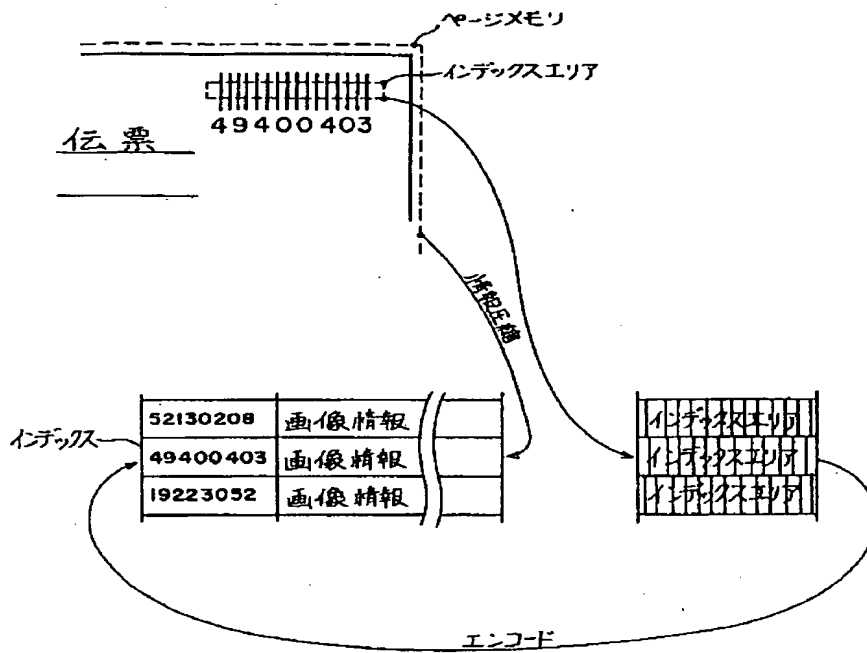 ページメモリ
インデックスエリア
49400403
伝票
情報圧縮
52130208 画像情報
インデックス
49400403 画像情報
19223052 画像情報
インデックスエリア
インデックスエリア
インデックスエリア
エンコード